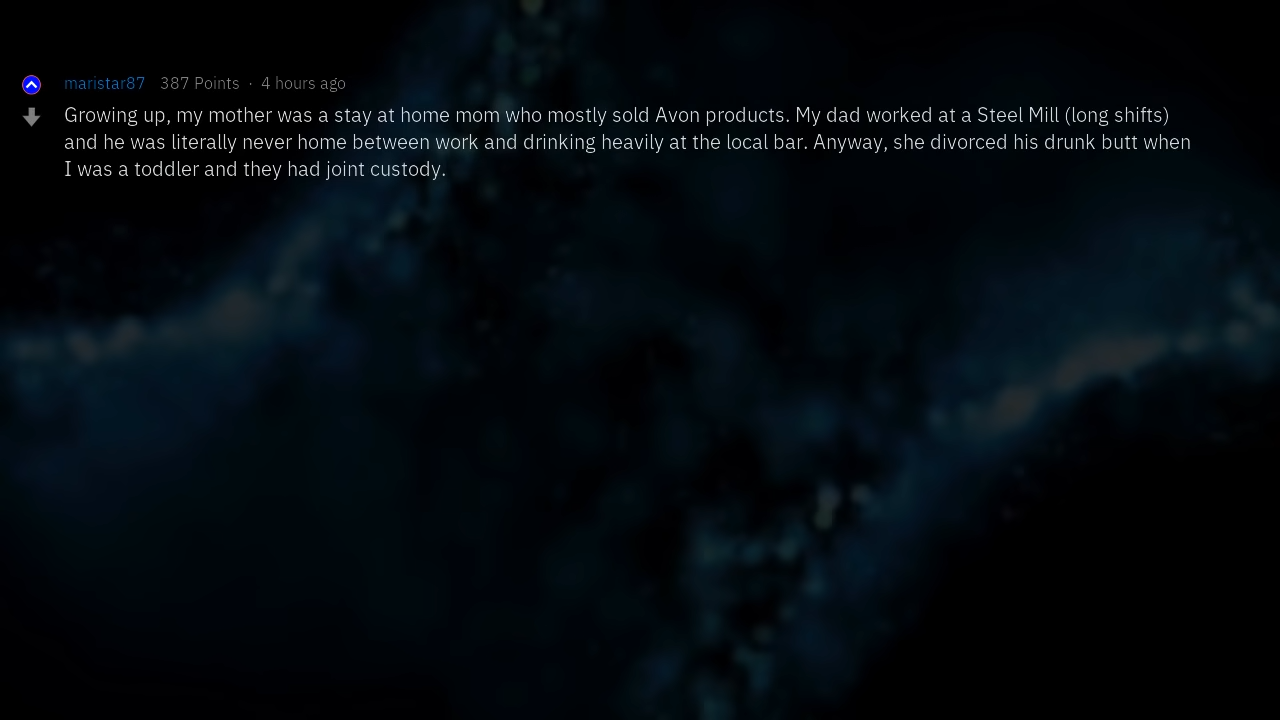 maristar87 387 Points · 4 hours ago
Growing up, my mother was a stay at home mom who mostly sold Avon products. My dad worked at a Steel Mill (long shifts)
and he was literally never home between work and drinking heavily at the local bar. Anyway, she divorced his drunk butt when
I was a toddler and they had joint custody.